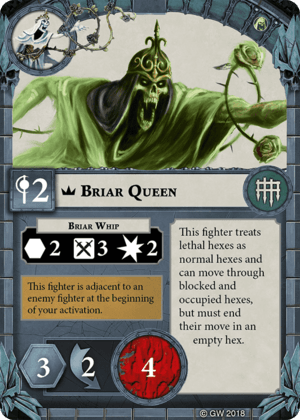 2 Briar Queen
Briar Whip
2 3 2
This fighter is adjacent to an
enemy fighter at the beginning
of your activation.
This fighter treats
lethal hexes as
normal hexes and
can move through
blocked and
occupied hexes,
but must end
their move in an
empty hex.
3 2 4
© GW 2018